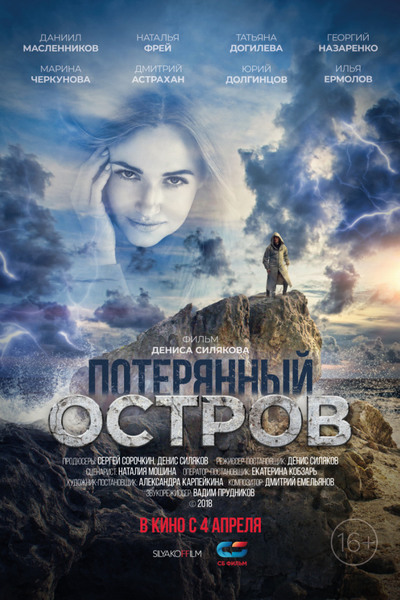 ДАНИИЛ МАСЛЕННИКОВ
НАТАЛЬЯ ФРЕЙ
ТАТЬЯНА ДОГИЛЕВА
ГЕОРГИЙ НАЗАРЕНКО
МАРИНА ЧЕРКУНОВА
ДМИТРИЙ АСТРАХАН
ЮРИЙ ДОЛГИНЦОВ
ИЛЬЯ ЕРМОЛОВ
ФИЛЬМ
ДЕНИСА СИЛЯКОВА
ПОТЕРЯННЫЙ
ОСТРОВ
ПРОДЮСЕРЫ СЕРГЕЙ СОРОЧКИН, ДЕНИС СИЛЯКОВ РЕЖИССЕР-ПОСТАНОВЩИК ДЕНИС СИЛЯКОВ
СЦЕНАРИСТ НАТАЛИЯ МОШИНА ОПЕРАТОР-ПОСТАНОВЩИК ЕКАТЕРИНА КОБЗАРЬ
ХУДОЖНИК-ПОСТАНОВЩИК АЛЕКСАНДРА КАРПЕЙКИНА КОМПОЗИТОР ДМИТРИЙ ЕМЕЛЬЯНОВ
ЗВУКОРЕЖИССЕР ВАДИМ ПРУДНИКОВ
© 2018
В КИНО С 4 АПРЕЛЯ
SILYAKOFFILM
СБ ФИЛЬМ
16+